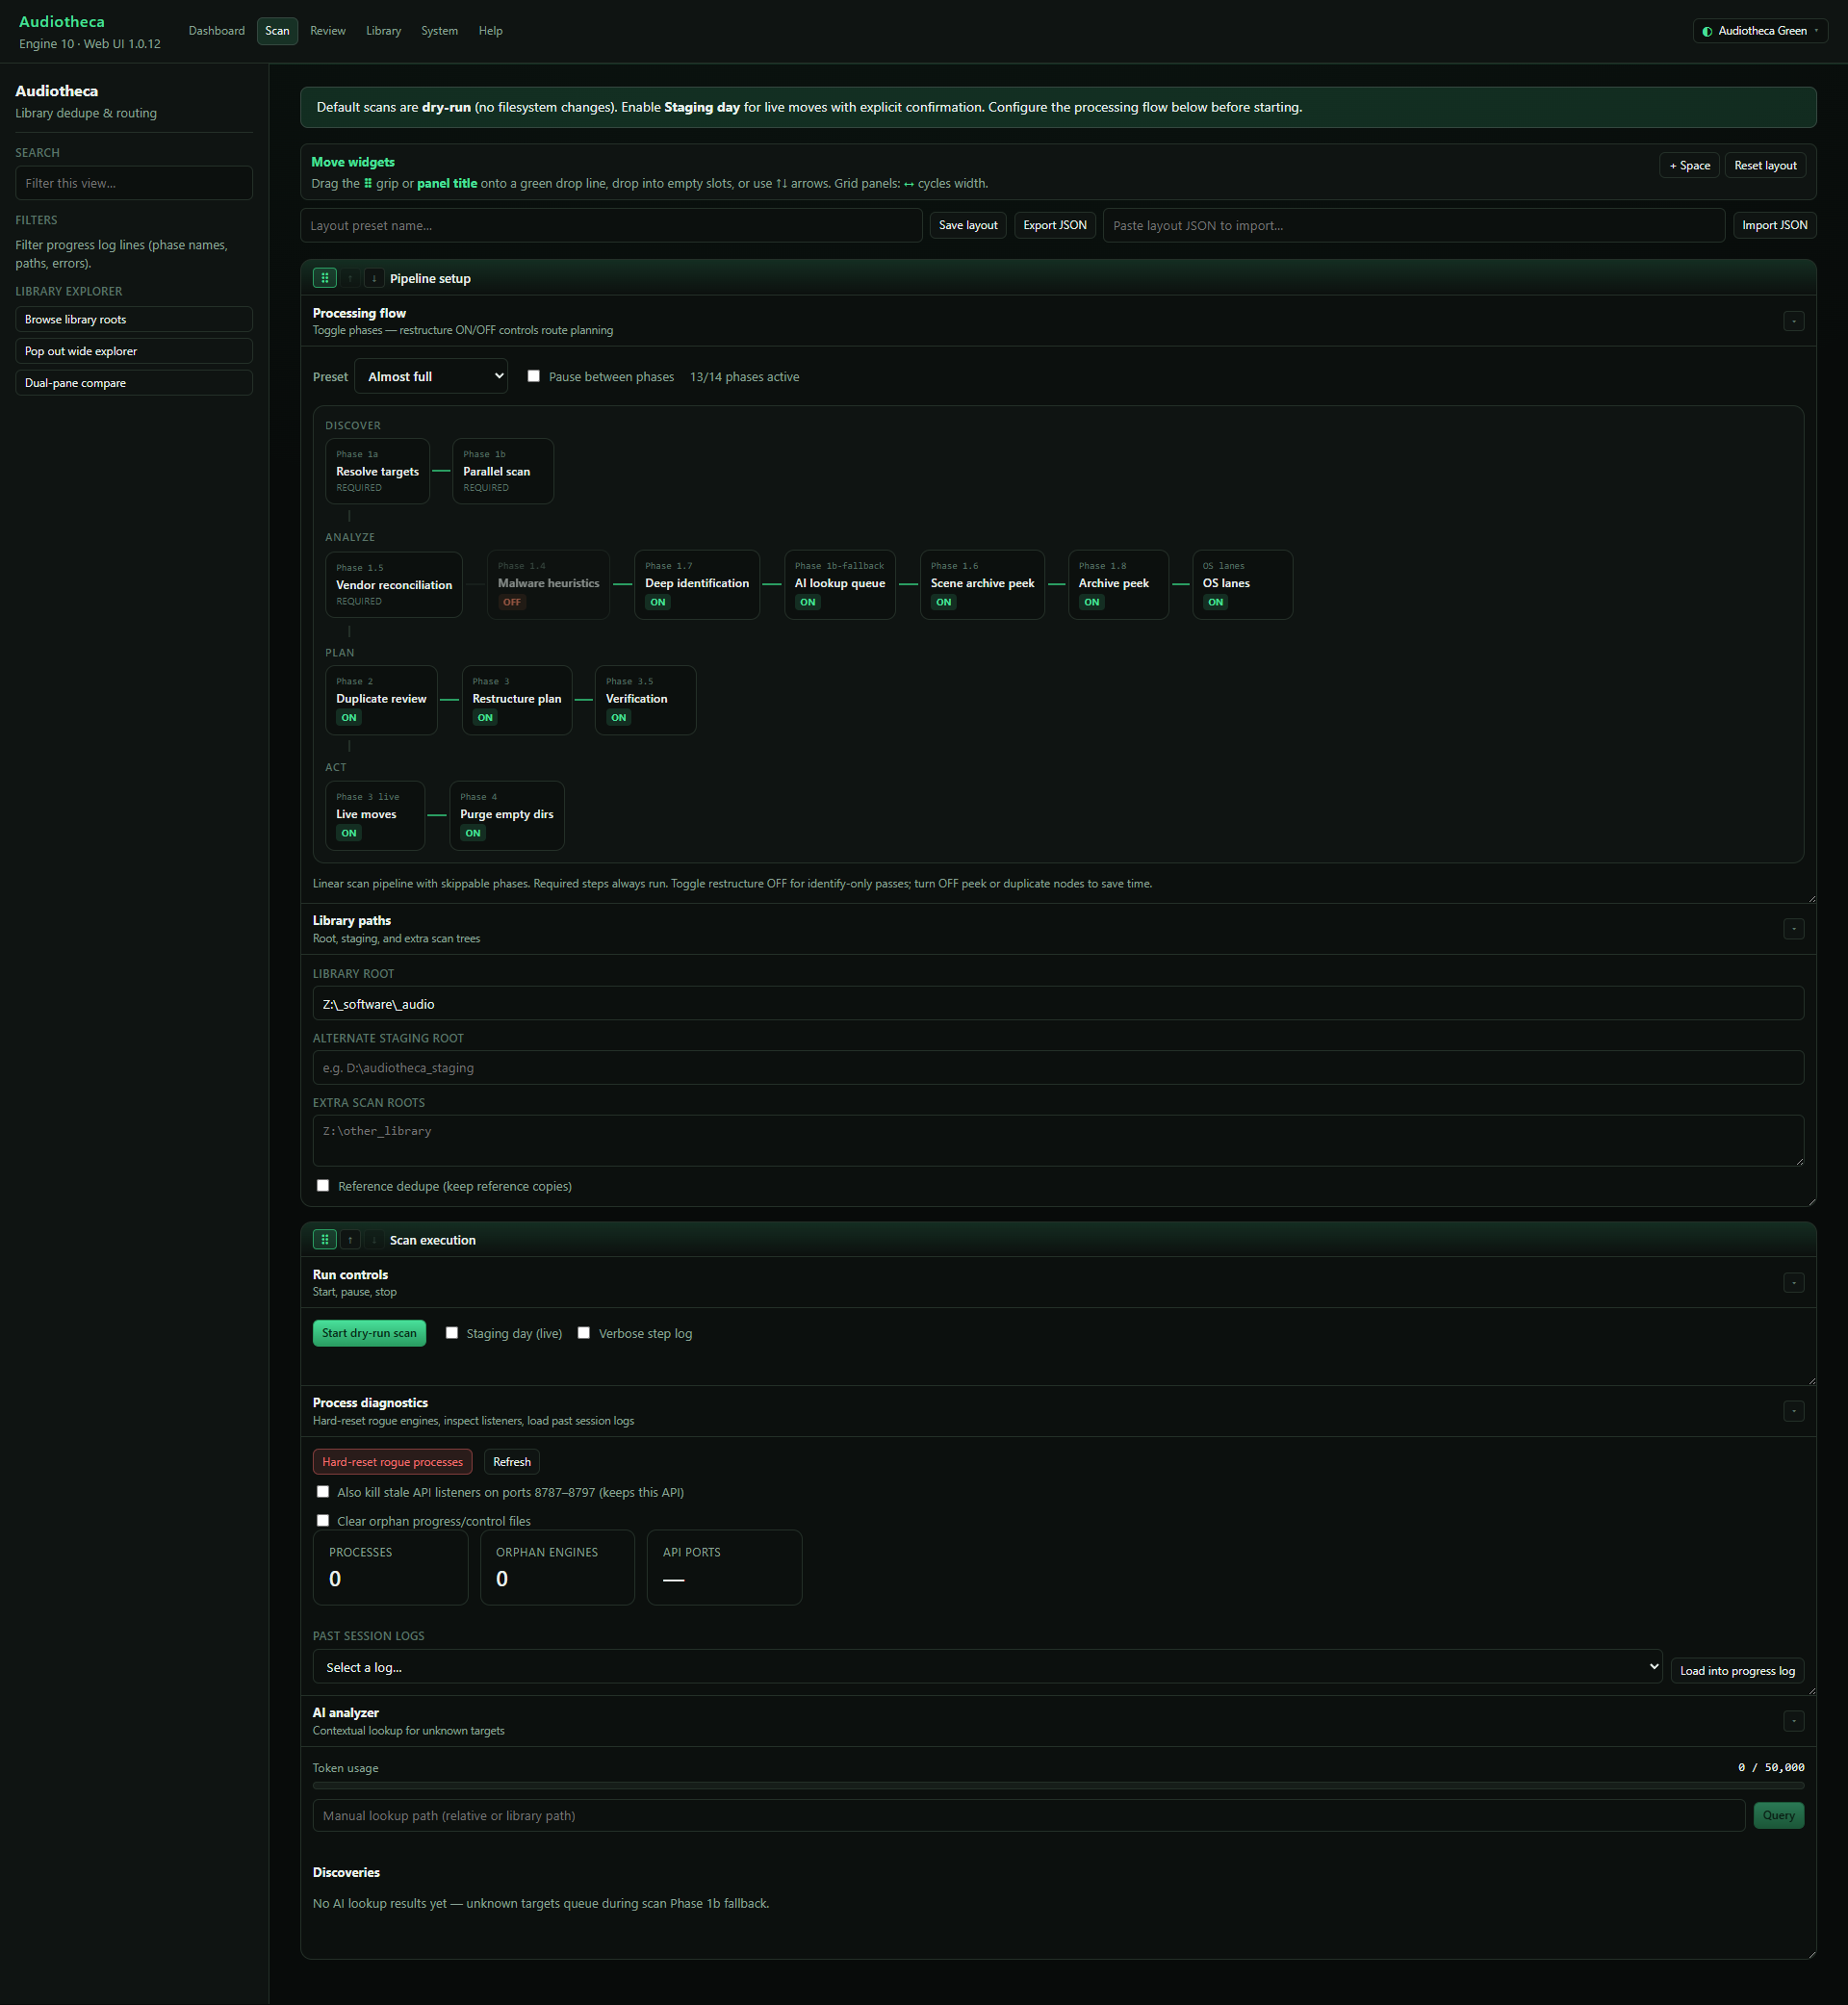 Audiotheca
Engine 10 · Web UI 1.0.12
Dashboard
Scan
Review
Library
System
Help
Audiotheca Green
Audiotheca
Library dedupe & routing
SEARCH
Filter this view...
FILTERS
Filter progress log lines (phase names,
paths, errors).
LIBRARY EXPLORER
Browse library roots
Pop out wide explorer
Dual-pane compare
Default scans are dry-run (no filesystem changes). Enable Staging day for live moves with explicit confirmation. Configure the processing flow below before starting.
Move widgets
Drag the ⠿ grip or panel title onto a green drop line, drop into empty slots, or use ↑↓ arrows. Grid panels: ↔ cycles width.
+ Space
Reset layout
Layout preset name...
Save layout
Export JSON
Paste layout JSON to import...
Import JSON
Pipeline setup
Processing flow
Toggle phases — restructure ON/OFF controls route planning
Preset
Almost full
Pause between phases
13/14 phases active
DISCOVER
Phase 1a
Resolve targets
REQUIRED
Phase 1b
Parallel scan
REQUIRED
ANALYZE
Phase 1.5
Vendor reconciliation
REQUIRED
Phase 1.4
Malware heuristics
OFF
Phase 1.7
Deep identification
ON
Phase 1b-fallback
AI lookup queue
ON
Phase 1.6
Scene archive peek
ON
Phase 1.8
Archive peek
ON
OS lanes
OS lanes
ON
PLAN
Phase 2
Duplicate review
ON
Phase 3
Restructure plan
ON
Phase 3.5
Verification
ON
ACT
Phase 3 live
Live moves
ON
Phase 4
Purge empty dirs
ON
Linear scan pipeline with skippable phases. Required steps always run. Toggle restructure OFF for identify-only passes; turn OFF peek or duplicate nodes to save time.
Library paths
Root, staging, and extra scan trees
LIBRARY ROOT
Z:\_software\_audio
ALTERNATE STAGING ROOT
e.g. D:\audiotheca_staging
EXTRA SCAN ROOTS
Z:\other_library
Reference dedupe (keep reference copies)
Scan execution
Run controls
Start, pause, stop
Start dry-run scan
Staging day (live)
Verbose step log
Process diagnostics
Hard-reset rogue engines, inspect listeners, load past session logs
Hard-reset rogue processes
Refresh
Also kill stale API listeners on ports 8787–8797 (keeps this API)
Clear orphan progress/control files
PROCESSES
0
ORPHAN ENGINES
0
API PORTS
—
PAST SESSION LOGS
Select a log...
Load into progress log
AI analyzer
Contextual lookup for unknown targets
Token usage
0 / 50,000
Manual lookup path (relative or library path)
Query
Discoveries
No AI lookup results yet — unknown targets queue during scan Phase 1b fallback.